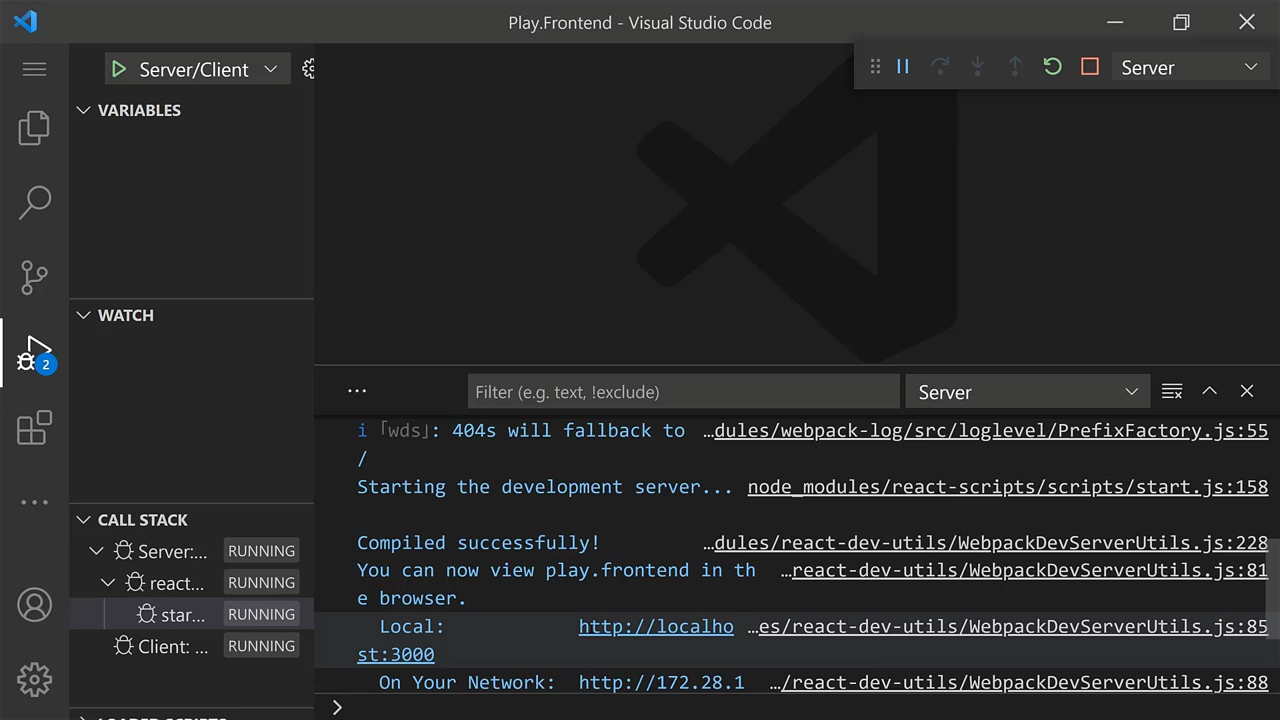 Play.Frontend - Visual Studio Code
Server/Client
Server
VARIABLES
WATCH
2
CALL STACK
Server:... RUNNING
react... RUNNING
star... RUNNING
Client: ... RUNNING
Filter (e.g. text, !exclude)
Server
i ｢wds｣: 404s will fallback to …dules/webpack-log/src/loglevel/PrefixFactory.js:55
/
Starting the development server... node_modules/react-scripts/scripts/start.js:158
Compiled successfully! …dules/react-dev-utils/WebpackDevServerUtils.js:228
You can now view play.frontend in th …react-dev-utils/WebpackDevServerUtils.js:81
e browser.
Local: http://localho …es/react-dev-utils/WebpackDevServerUtils.js:85
st:3000
On Your Network: http://172.28.1 …/react-dev-utils/WebpackDevServerUtils.js:88